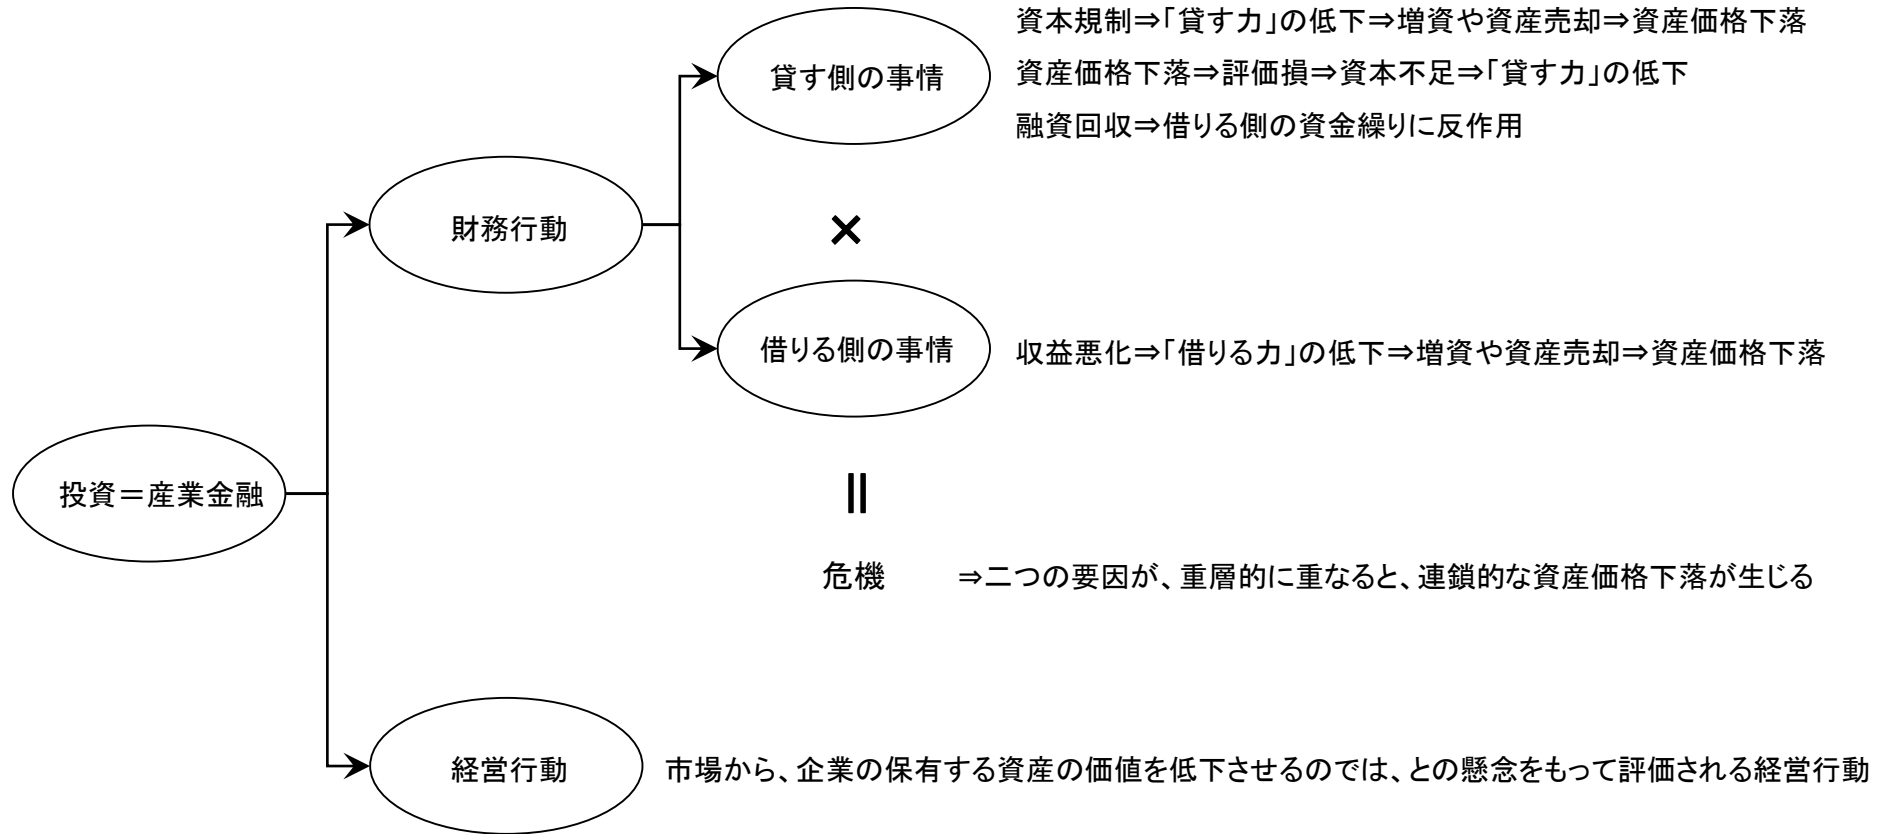 資本規制⇒「貸す力」の低下⇒増資や資産売却⇒資産価格下落
貸す側の事情
資産価格下落⇒評価損⇒資本不足⇒「貸す力」の低下
融資回収⇒借りる側の資金繰りに反作用
財務行動
×
借りる側の事情
収益悪化⇒「借りる力」の低下⇒増資や資産売却⇒資産価格下落
投資＝産業金融
=
危機 ⇒二つの要因が、重層的に重なると、連鎖的な資産価格下落が生じる
経営行動
市場から、企業の保有する資産の価値を低下させるのでは、との懸念をもって評価される経営行動